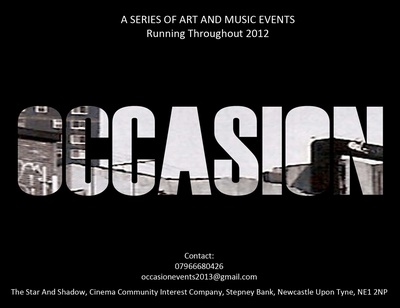 A SERIES OF ART AND MUSIC EVENTS
Running Throughout 2012
OCCASION
Contact:
07966680426
occasionevents2013@gmail.com
The Star And Shadow, Cinema Community Interest Company, Stepney Bank, Newcastle Upon Tyne, NE1 2NP